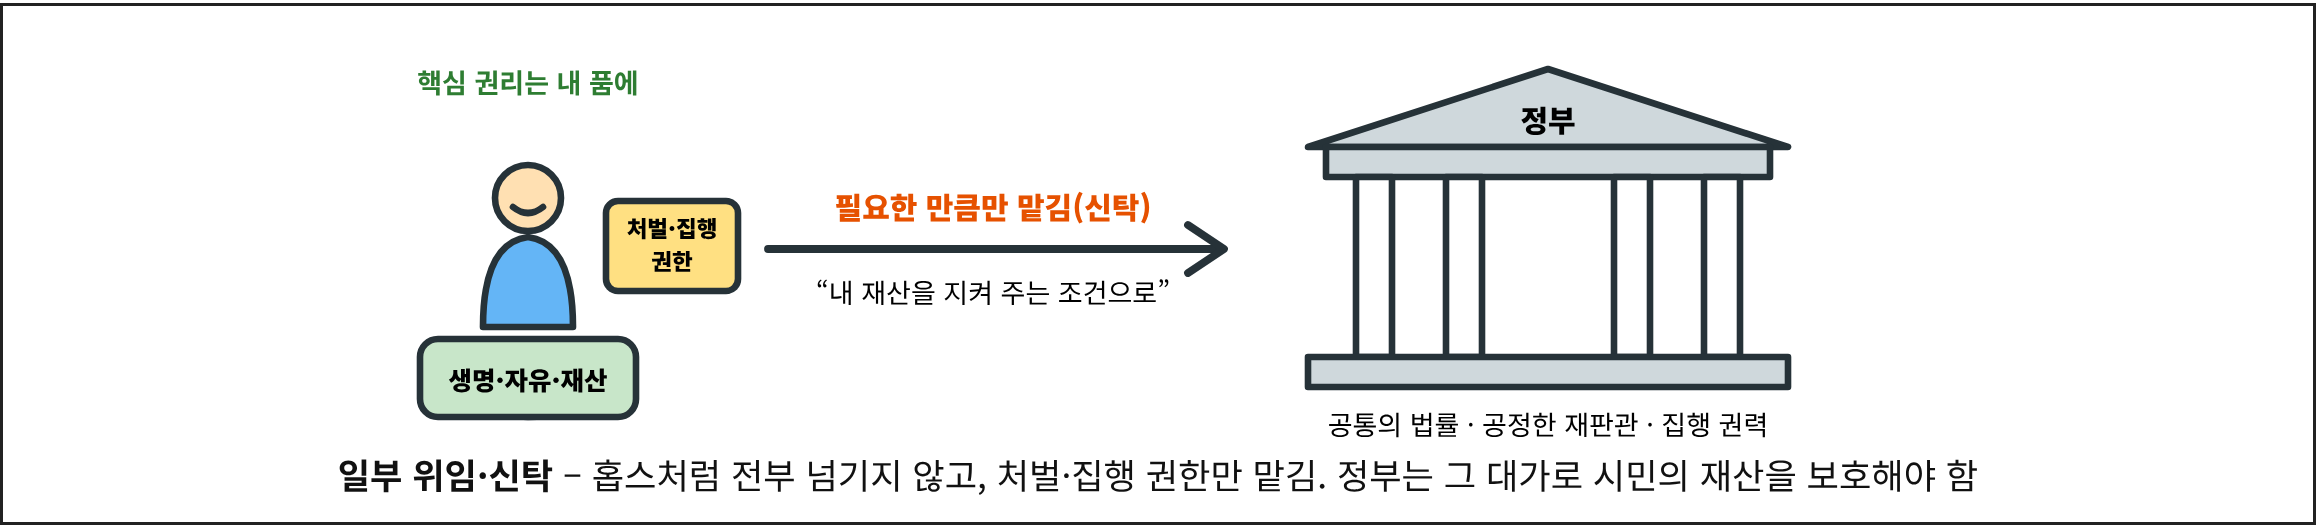 핵심 권리는 내 품에
정부
처벌·집행
권한
필요한 만큼만 맡김(신탁)
“내 재산을 지켜 주는 조건으로”
생명·자유·재산
공통의 법률 · 공정한 재판관 · 집행 권력
일부 위임·신탁 – 홉스처럼 전부 넘기지 않고, 처벌·집행 권한만 맡김. 정부는 그 대가로 시민의 재산을 보호해야 함